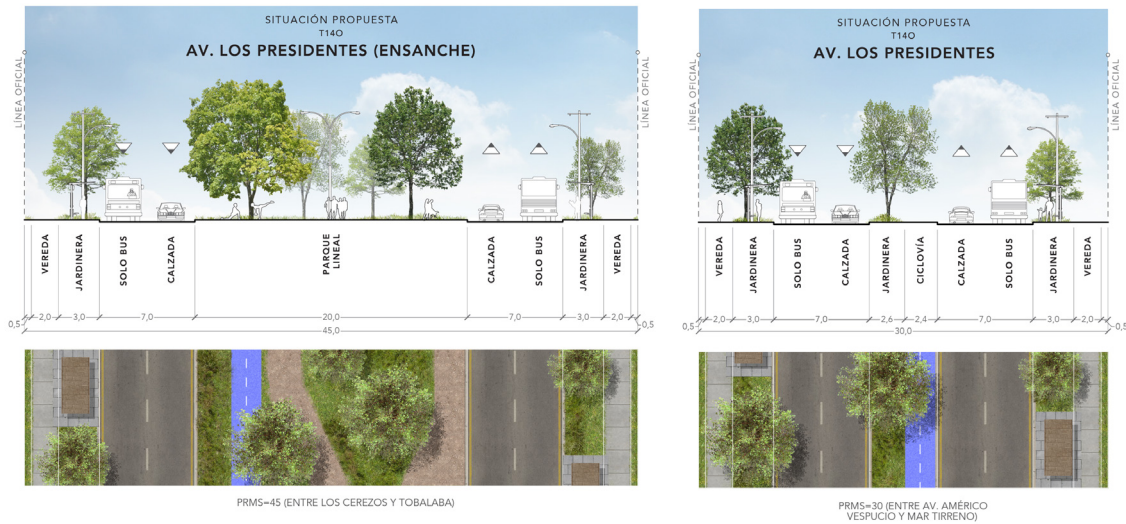 SITUACIÓN PROPUESTA
T14O
AV. LOS PRESIDENTES (ENSANCHE)
LÍNEA OFICIAL
LÍNEA OFICIAL
VEREDA
JARDINERA
SOLO BUS
CALZADA
PARQUE
LINEAL
CALZADA
SOLO BUS
JARDINERA
VEREDA
0,5 2,0 3,0 7,0 20,0 7,0 3,0 2,0 0,5
45,0
PRMS=45 (ENTRE LOS CEREZOS Y TOBALABA)
SITUACIÓN PROPUESTA
T14O
AV. LOS PRESIDENTES
LÍNEA OFICIAL
LÍNEA OFICIAL
VEREDA
JARDINERA
SOLO BUS
CALZADA
JARDINERA
CICLOVÍA
CALZADA
SOLO BUS
JARDINERA
VEREDA
0,5 2,0 3,0 7,0 2,6 2,4 7,0 3,0 2,0 0,5
30,0
PRMS=30 (ENTRE AV. AMÉRICO
VESPUCIO Y MAR TIRRENO)